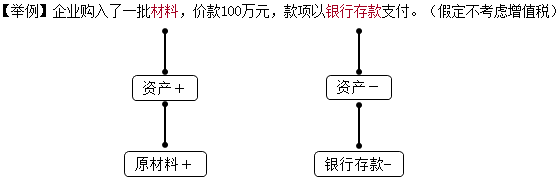 【举例】企业购入了一批材料，价款100万元，款项以银行存款支付。（假定不考虑增值税）
资产＋ 资产－
原材料＋ 银行存款−